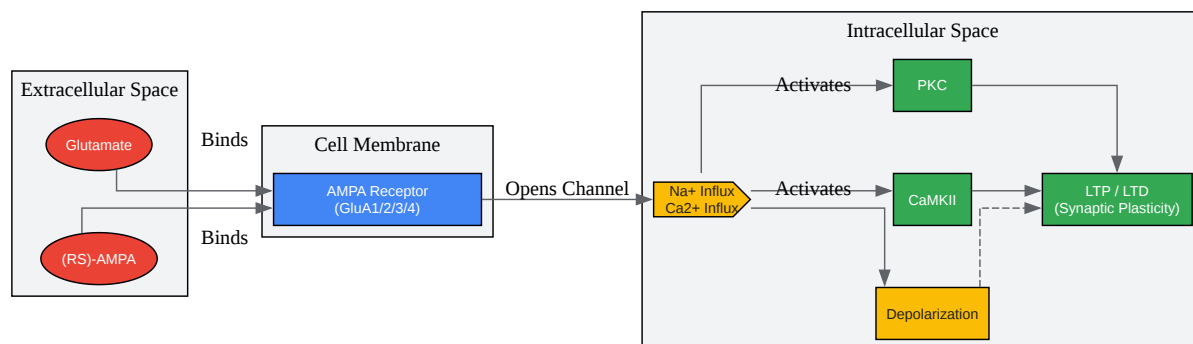 Extracellular Space
Glutamate
(RS)-AMPA
Binds
Binds
Cell Membrane
AMPA Receptor
(GluA1/2/3/4)
Opens Channel
Intracellular Space
Na+ Influx
Ca2+ Influx
Activates
PKC
Activates
CaMKII
LTP / LTD
(Synaptic Plasticity)
Depolarization